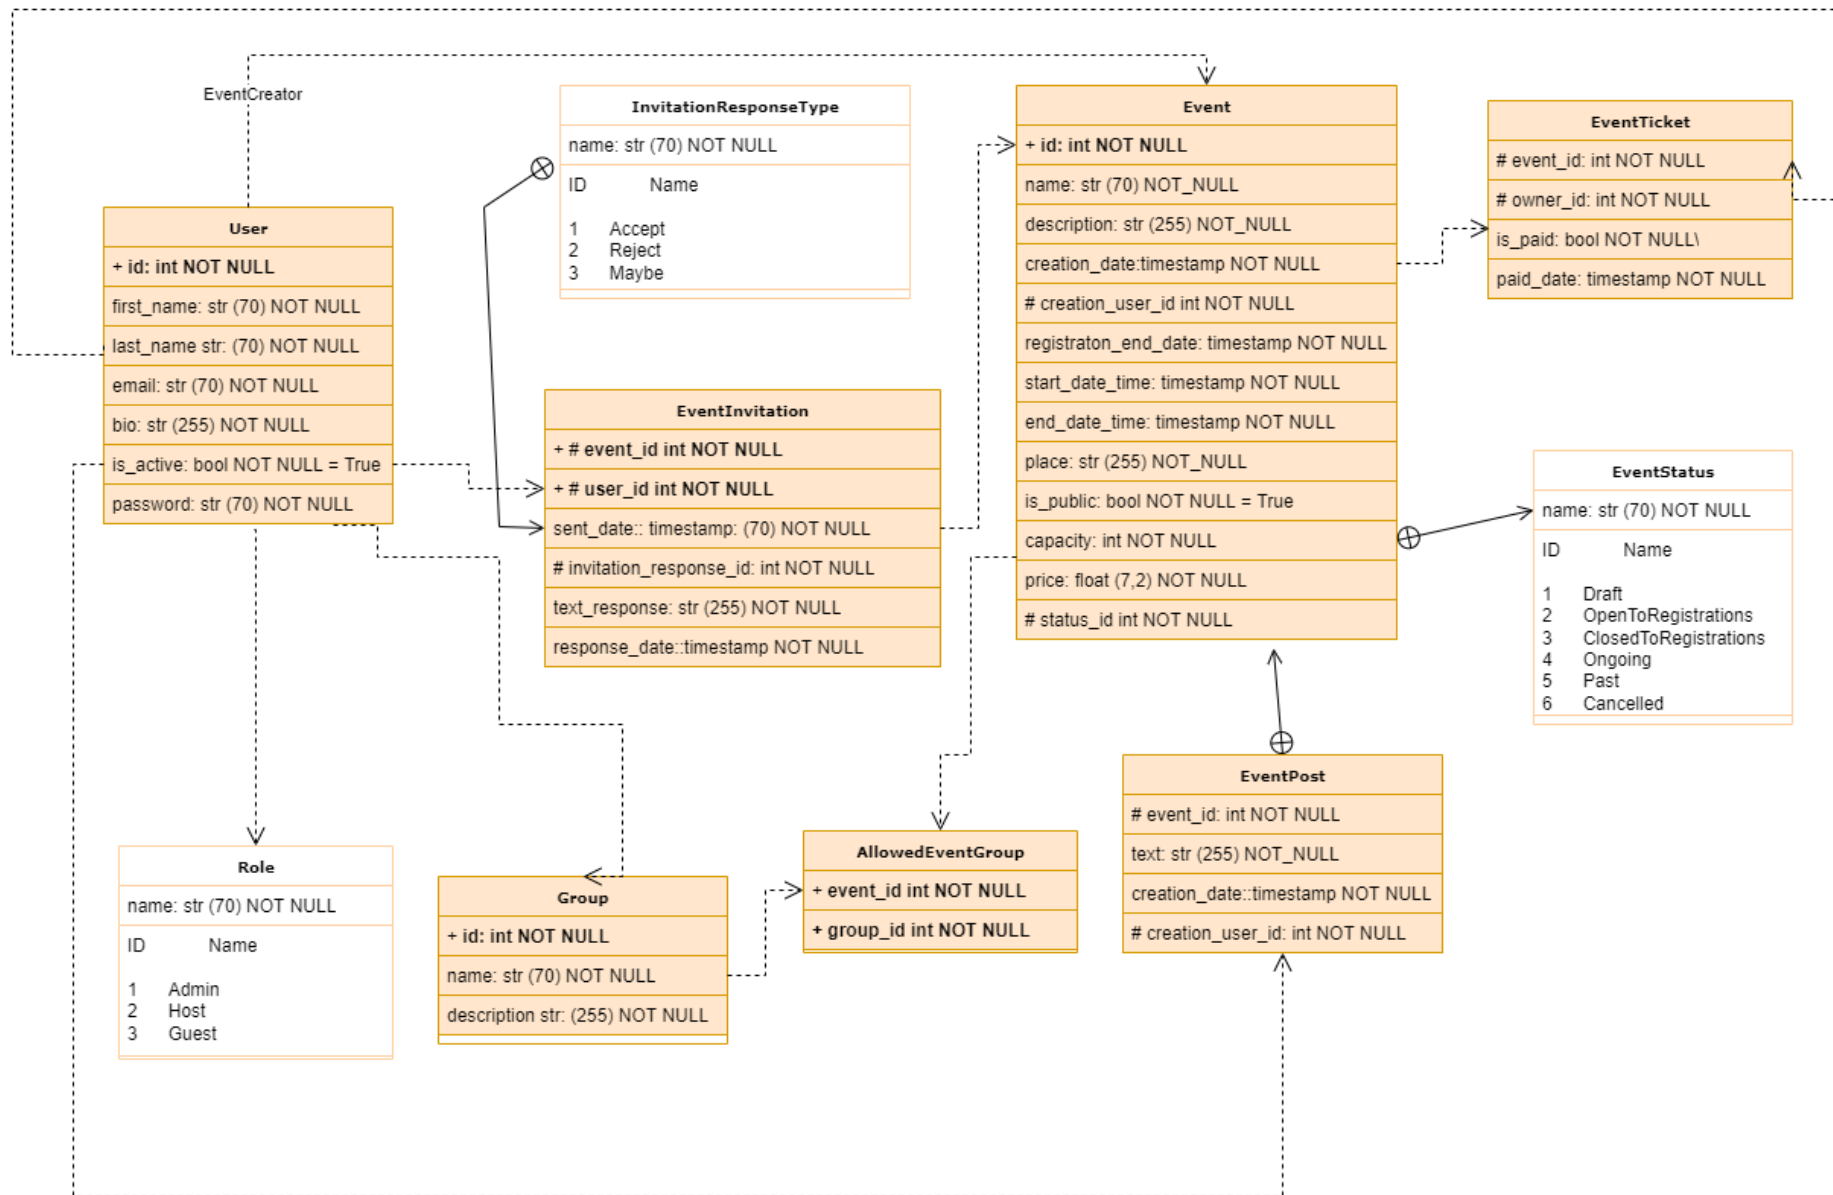 EventCreator
InvitationResponseType
name: str (70) NOT NULL
ID Name
1 Accept
2 Reject
3 Maybe
Event
+ id: int NOT NULL
name: str (70) NOT_NULL
description: str (255) NOT_NULL
creation_date:timestamp NOT NULL
# creation_user_id int NOT NULL
registraton_end_date: timestamp NOT NULL
start_date_time: timestamp NOT NULL
end_date_time: timestamp NOT NULL
place: str (255) NOT_NULL
is_public: bool NOT NULL = True
capacity: int NOT NULL
price: float (7,2) NOT NULL
# status_id int NOT NULL
EventTicket
# event_id: int NOT NULL
# owner_id: int NOT NULL
is_paid: bool NOT NULL\
paid_date: timestamp NOT NULL
User
+ id: int NOT NULL
first_name: str (70) NOT NULL
last_name str: (70) NOT NULL
email: str (70) NOT NULL
bio: str (255) NOT NULL
is_active: bool NOT NULL = True
password: str (70) NOT NULL
EventInvitation
+ # event_id int NOT NULL
+ # user_id int NOT NULL
sent_date:: timestamp: (70) NOT NULL
# invitation_response_id: int NOT NULL
text_response: str (255) NOT NULL
response_date::timestamp NOT NULL
EventStatus
name: str (70) NOT NULL
ID Name
1 Draft
2 OpenToRegistrations
3 ClosedToRegistrations
4 Ongoing
5 Past
6 Cancelled
Role
name: str (70) NOT NULL
ID Name
1 Admin
2 Host
3 Guest
Group
+ id: int NOT NULL
name: str (70) NOT NULL
description str: (255) NOT NULL
AllowedEventGroup
+ event_id int NOT NULL
+ group_id int NOT NULL
EventPost
# event_id: int NOT NULL
text: str (255) NOT_NULL
creation_date::timestamp NOT NULL
# creation_user_id: int NOT NULL